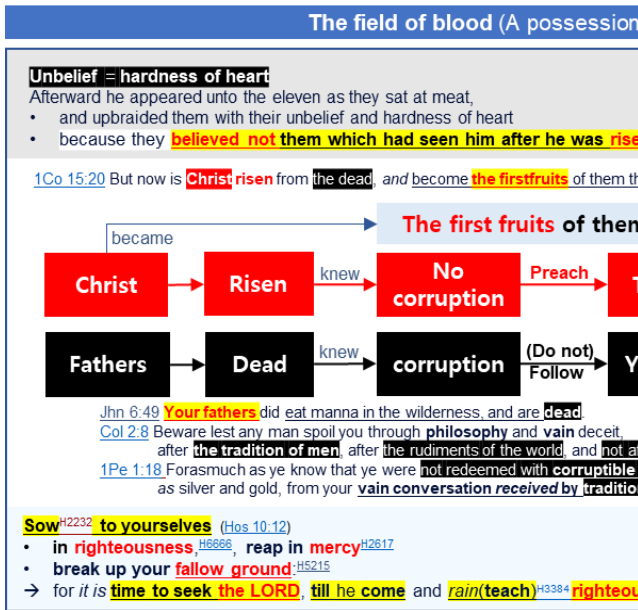 The field of blood (A possession
Unbelief = hardness of heart
Afterward he appeared unto the eleven as they sat at meat,
• and upbraided them with their unbelief and hardness of heart
• because they believed not them which had seen him after he was rise
1Co 15:20 But now is Christ risen from the dead, and become the firstfruits of them th
became
The first fruits of then
Christ
Risen
knew
No corruption
Preach
T
Fathers
Dead
knew
corruption
(Do not)
Follow
Y
Jhn 6:49 Your fathers did eat manna in the wilderness, and are dead.
Col 2:8 Beware lest any man spoil you through philosophy and vain deceit,
after the tradition of men, after the rudiments of the world, and not af
1Pe 1:18 Forasmuch as ye know that ye were not redeemed with corruptible
as silver and gold, from your vain conversation received by tradition
Sow H2232 to yourselves (Hos 10:12)
• in righteousness,H6666, reap in mercy H2617
• break up your fallow ground:H5215
→ for it is time to seek the LORD, till he come and rain(teach)H3384 righteou